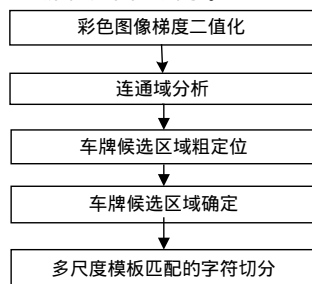 彩色图像梯度二值化
连通域分析
车牌候选区域粗定位
车牌候选区域确定
多尺度模板匹配的字符切分